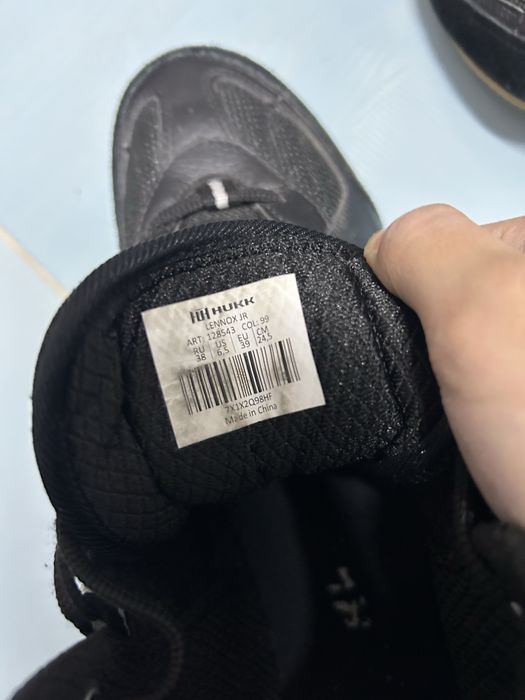 HUKK
LENNOX JR
ART: 128543 COL: 99
RU US EU CM
38 6,5 39 24,5
7X1X2Q98HF
Made in China